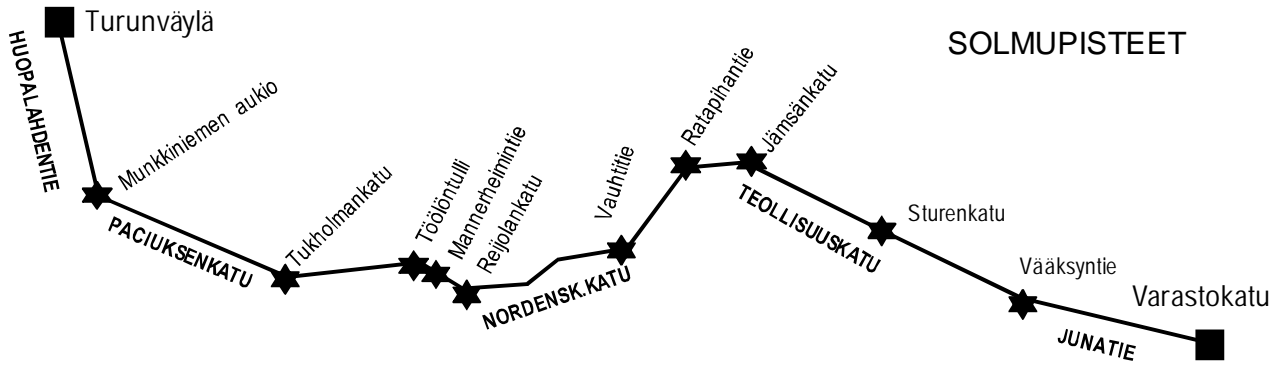 Turunväylä
SOLMUPISTEET
HUOPALAHDENTIE
Munkkiniemen aukio
PACIUKSENKATU
Tukholmankatu
Töölöntulli
Mannerheimintie
Reijolankatu
NORDENSK.KATU
Vauhtitie
Ratapihantie
Jämsänkatu
TEOLLISUUSKATU
Sturenkatu
Vääksyntie
JUNATIE
Varastokatu